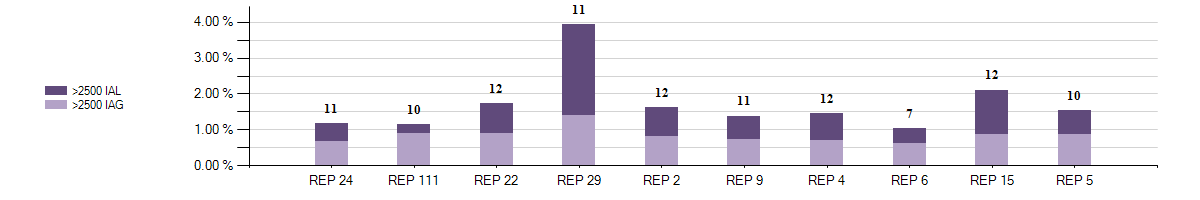 4.00 %
3.00 %
2.00 %
1.00 %
0.00 %
>2500 IAL
>2500 IAG
11 10 12 11 12 11 12 7 12 10
REP 24 REP 111 REP 22 REP 29 REP 2 REP 9 REP 4 REP 6 REP 15 REP 5